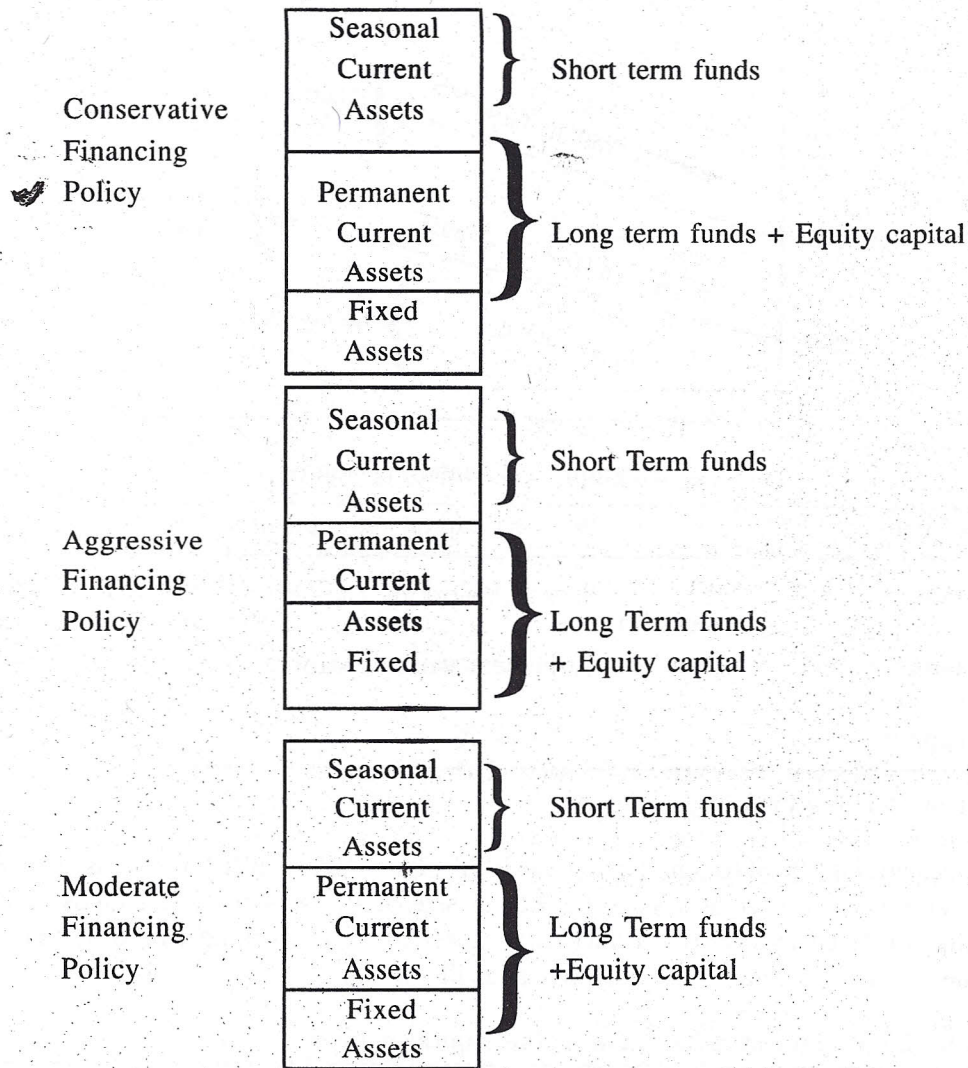 Seasonal
Current
Assets
Short term funds
Conservative
Financing
Policy
Permanent
Current
Assets
Long term funds + Equity capital
Fixed
Assets
Seasonal
Current
Assets
Short Term funds
Aggressive
Financing
Policy
Permanent
Current
Assets
Fixed
Long Term funds
+ Equity capital
Seasonal
Current
Assets
Short Term funds
Moderate
Financing
Policy
Permanent
Current
Assets
Long Term funds
+Equity capital
Fixed
Assets